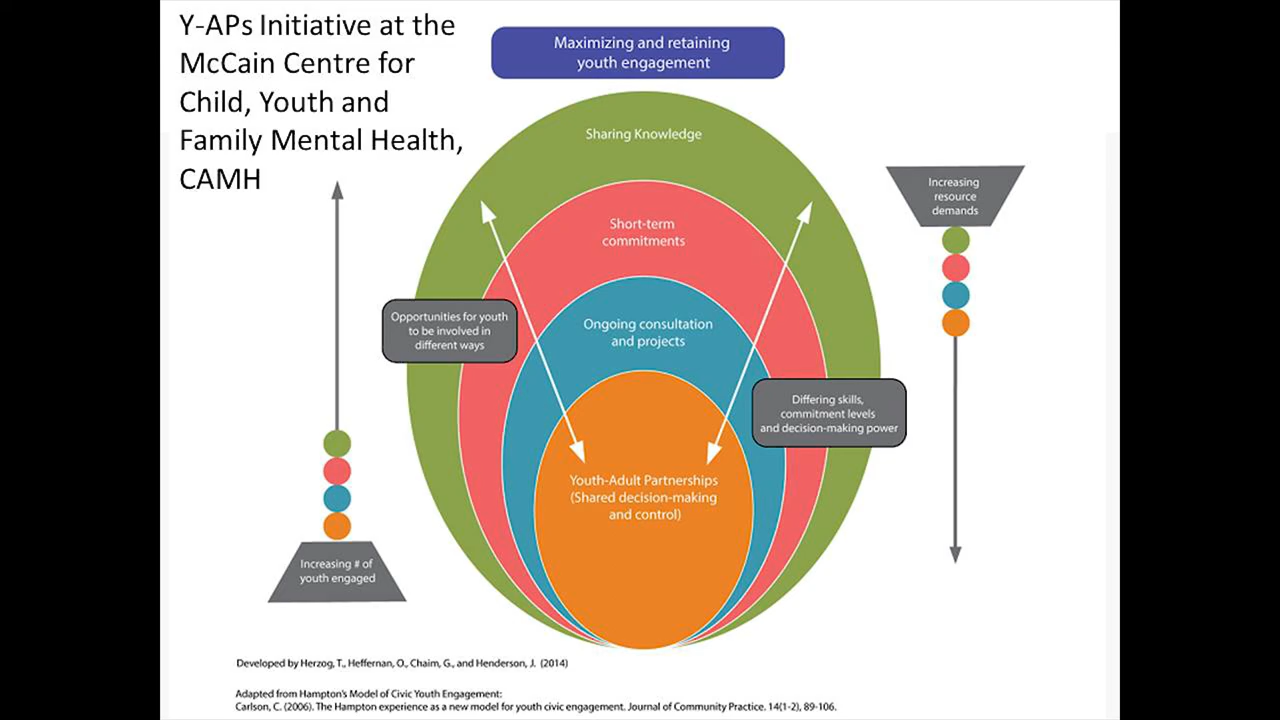 Y-APs Initiative at the
McCain Centre for
Child, Youth and
Family Mental Health,
CAMH
Maximizing and retaining
youth engagement
Sharing Knowledge
Short-term
commitments
Ongoing consultation
and projects
Youth-Adult Partnerships
(Shared decision-making
and control)
Opportunities for youth
to be involved in
different ways
Differing skills,
commitment levels
and decision-making power
Increasing
resource
demands
Increasing # of
youth engaged
Developed by Herzog, T., Heffernan, O., Chaim, G., and Henderson, J. (2014)
Adapted from Hampton's Model of Civic Youth Engagement:
Carlson, C. (2006). The Hampton experience as a new model for youth civic engagement. Journal of Community Practice. 14(1-2), 89-106.